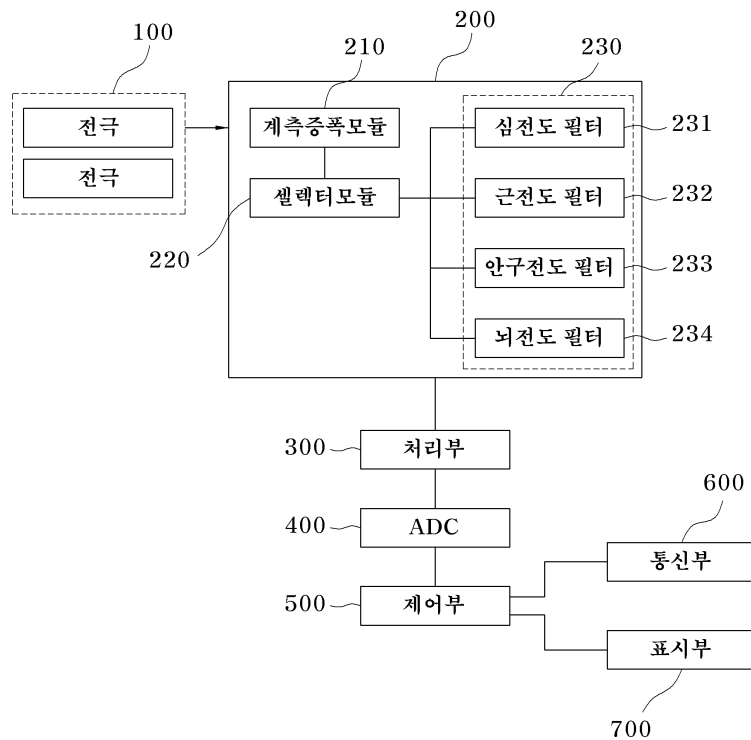 100
200
210
230
전극
전극
계측증폭모듈
셀렉터모듈
220
심전도 필터
231
근전도 필터
232
안구전도 필터
233
뇌전도 필터
234
300
처리부
400
ADC
500
제어부
600
통신부
표시부
700